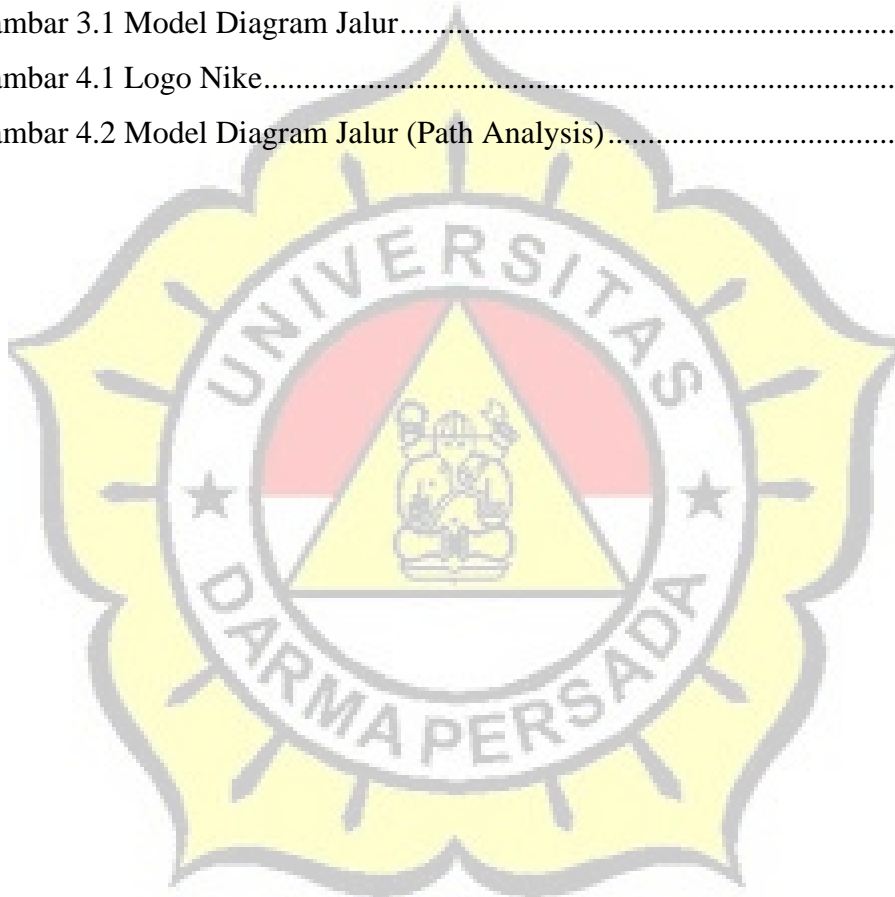 ambar 3.1 Model Diagram Jalur
ambar 4.1 Logo Nike
ambar 4.2 Model Diagram Jalur (Path Analysis)
UNIVERSITAS
DARMA PERSADA